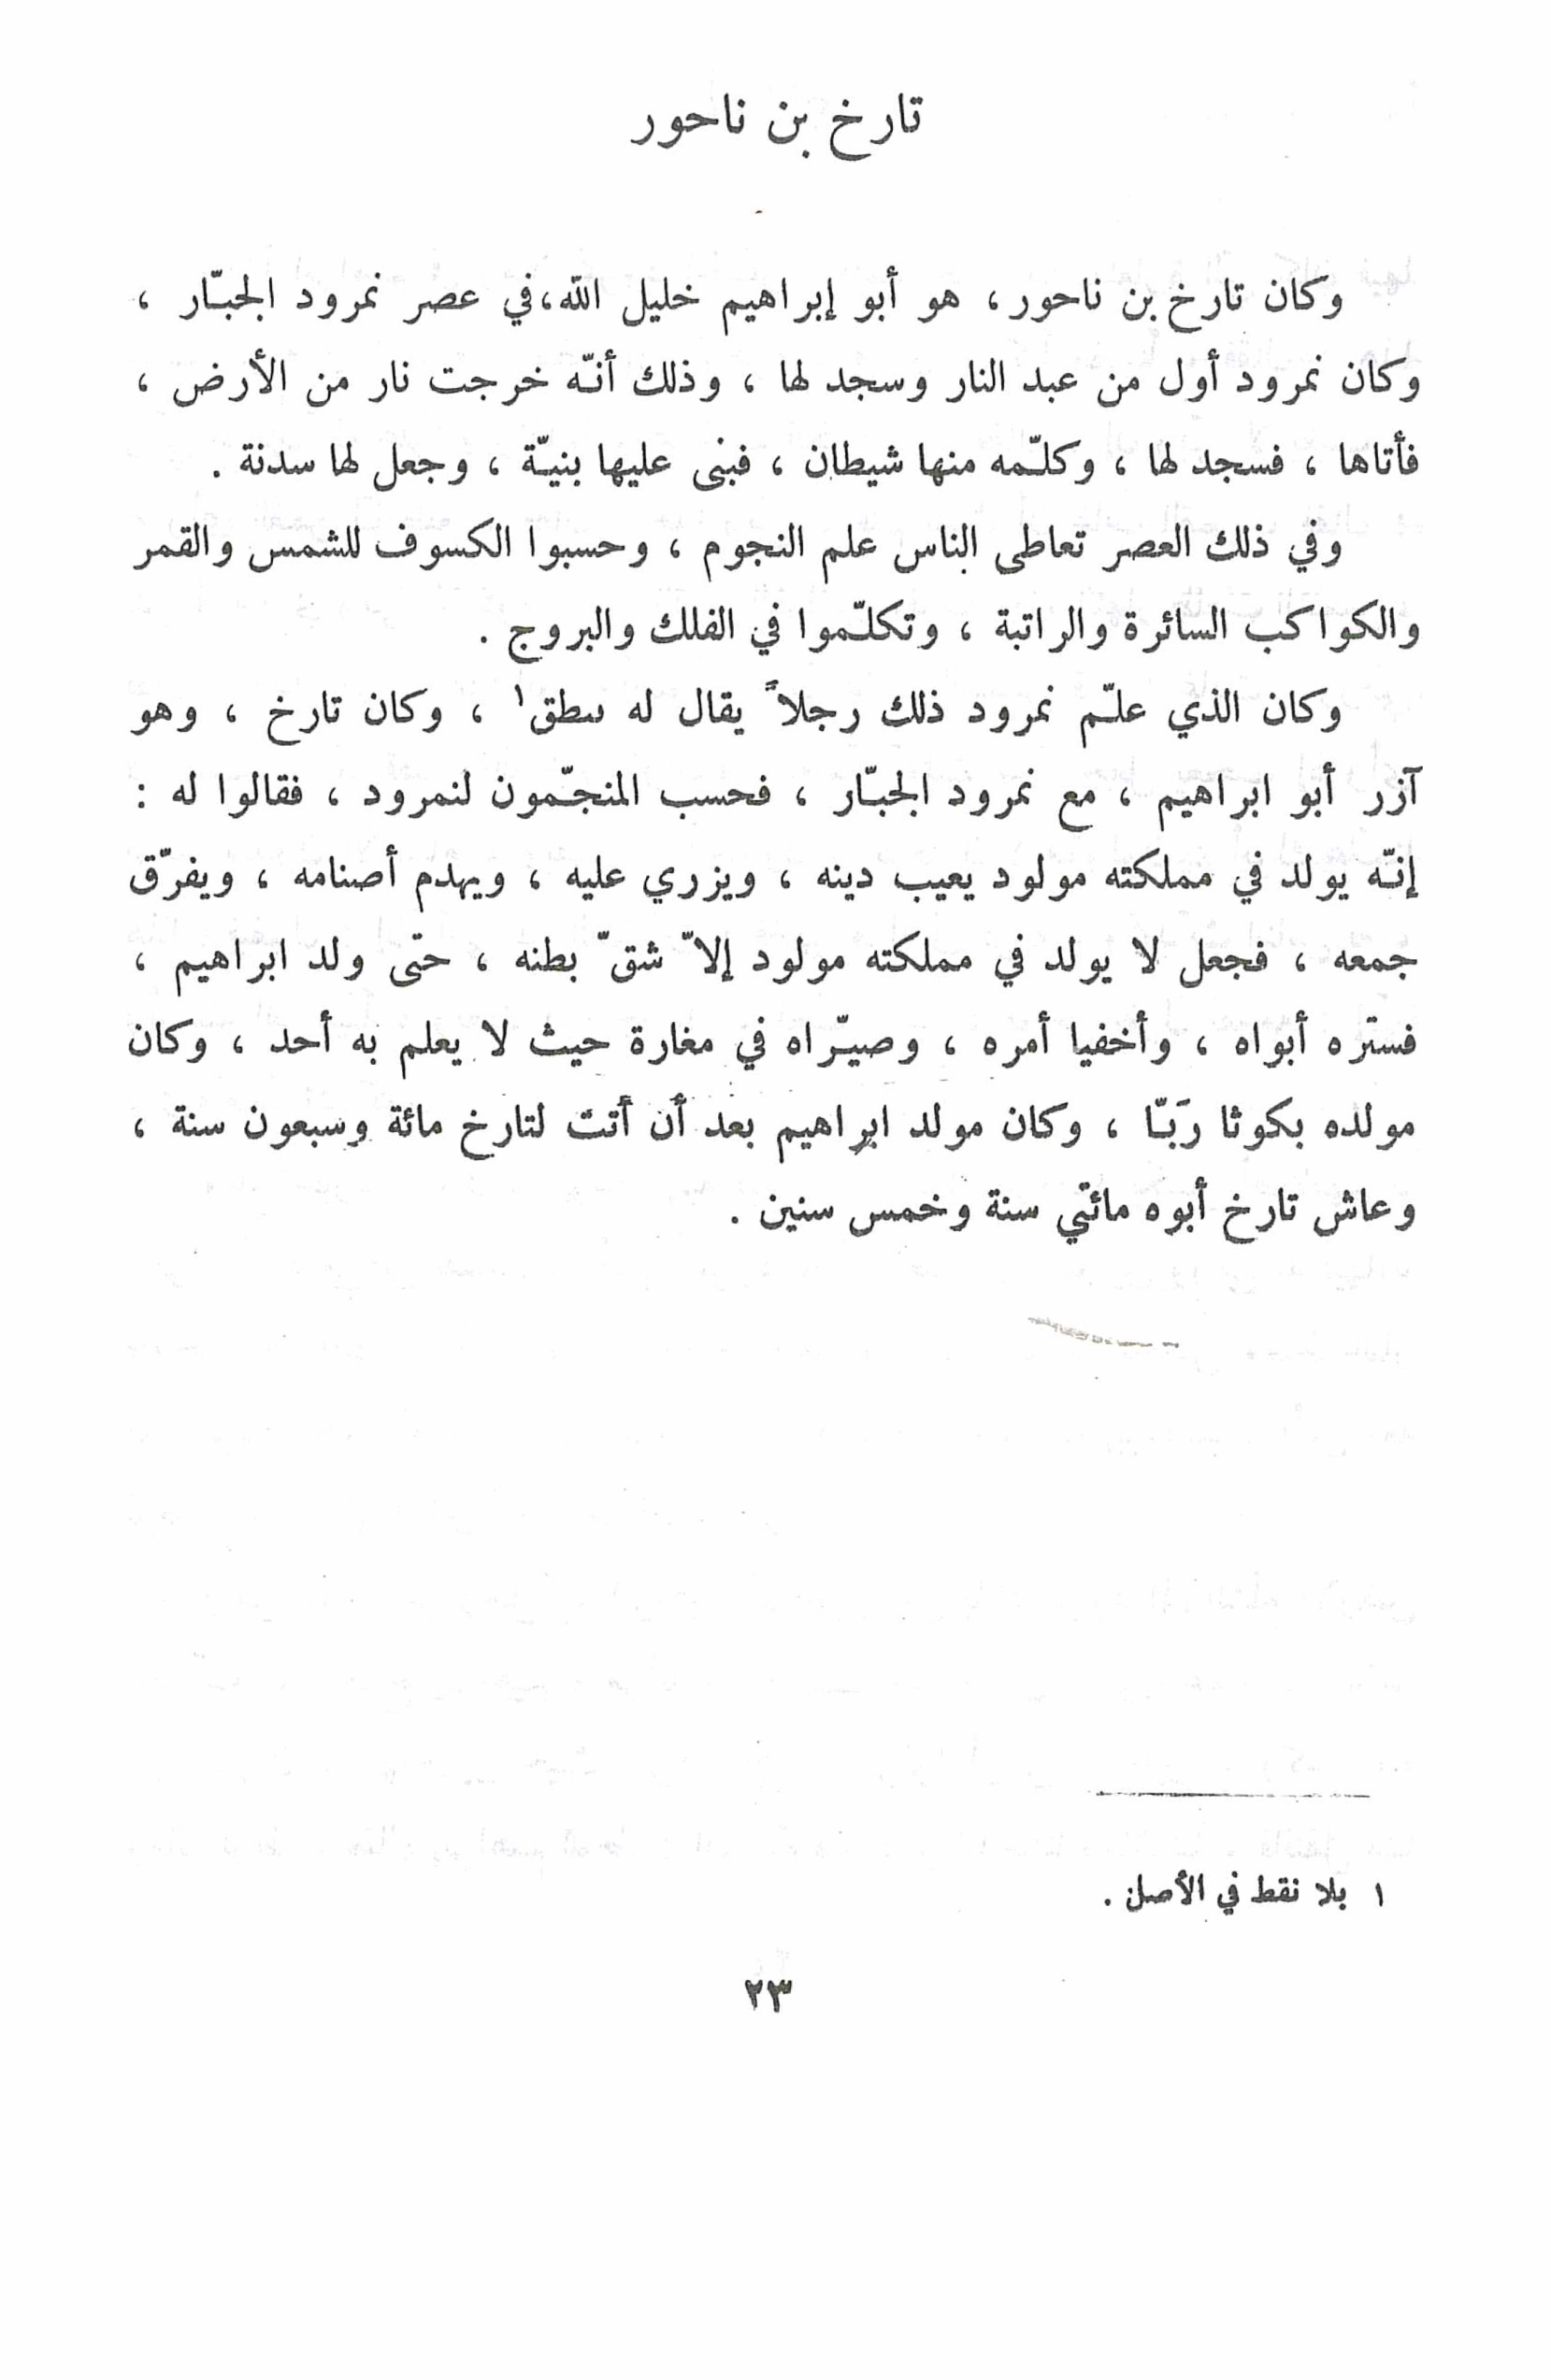 تارخ بن ناحور
وكان تارخ بن ناحور ، هو أبو إبراهيم خليل الله ، في عصر نمرود الجبّار ،
وكان نمرود أول من عبد النار وسجد لها ، وذلك أنّه خرجت نار من الأرض ،
فأتاها ، فسجد لها ، وكلّمه منها شيطان ، فبنى عليها بنيّة ، وجعل لها سدنة .
وفي ذلك العصر تعاطى الناس علم النجوم ، وحسبوا الكسوف للشمس والقمر
والكواكب السائرة والراتبة ، وتكلّموا في الفلك والبروج .
وكان الذي علّم نمرود ذلك رجلاً يقال له ٮٮطق١ ، وكان تارخ ، وهو
آزر أبو ابراهيم ، مع نمرود الجبّار ، فحسب المنجّمون لنمرود ، فقالوا له :
إنّه يولد في مملكته مولود يعيب دينه ، ويزري عليه ، ويهدم أصنامه ، ويفرّق
جمعه ، فجعل لا يولد في مملكته مولود إلاّ شقّ بطنه ، حتّى ولد ابراهيم ،
فستره أبواه ، وأخفيا أمره ، وصيّراه في مغارة حيث لا يعلم به أحد ، وكان
مولده بكوثا رَبّا ، وكان مولد ابراهيم بعد أن أتت لتارخ مائة وسبعون سنة ،
وعاش تارخ أبوه مائتي سنة وخمس سنين .
١ بلا نقط في الأصل .
٢٣